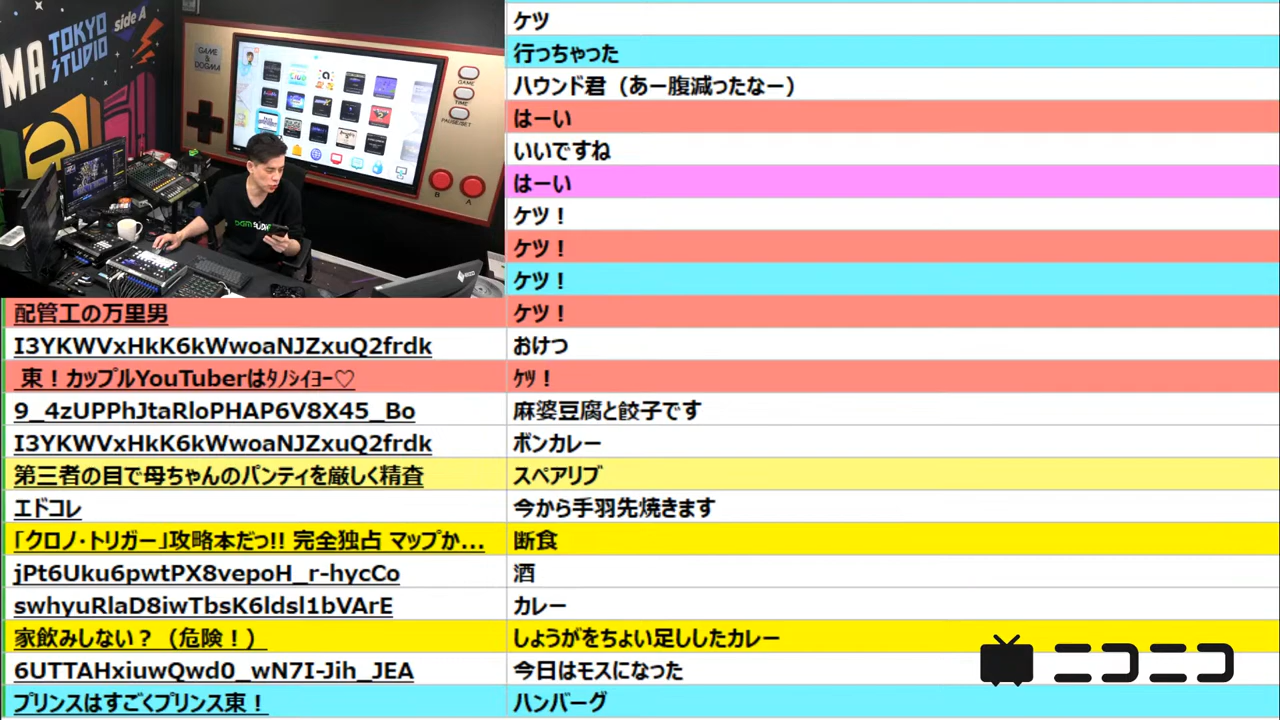 side A
TOKYO
STUDIO
MA
GAME
& DOGMA
GAME
TIME
PAUSE/SET
B
A
ケツ
行っちゃった
ハウンド君（あー腹減ったなー）
はーい
いいですね
はーい
ケツ！
ケツ！
ケツ！
配管工の万里男 ケツ！
I3YKWVxHkK6kWwoaNJZxuQ2frdk おけつ
東！カップルYouTuberはﾀﾉｼｲﾖｰ♡ ｹﾂ！
9_4zUPPhJtaRloPHAP6V8X45_Bo 麻婆豆腐と餃子です
I3YKWVxHkK6kWwoaNJZxuQ2frdk ボンカレー
第三者の目で母ちゃんのパンティを厳しく精査 スペアリブ
エドコレ 今から手羽先焼きます
「クロノ・トリガー」攻略本だっ!! 完全独占 マップか... 断食
jPt6Uku6pwtPX8vepoH_r-hycCo 酒
swhyuRlaD8iwTbsK6ldsl1bVArE カレー
家飲みしない？（危険！） しょうがをちょい足ししたカレー
6UTTAHxiuwQwd0_wN7I-Jih_JEA 今日はモスになった
プリンスはすごくプリンス東！ ハンバーグ
ニコニコ